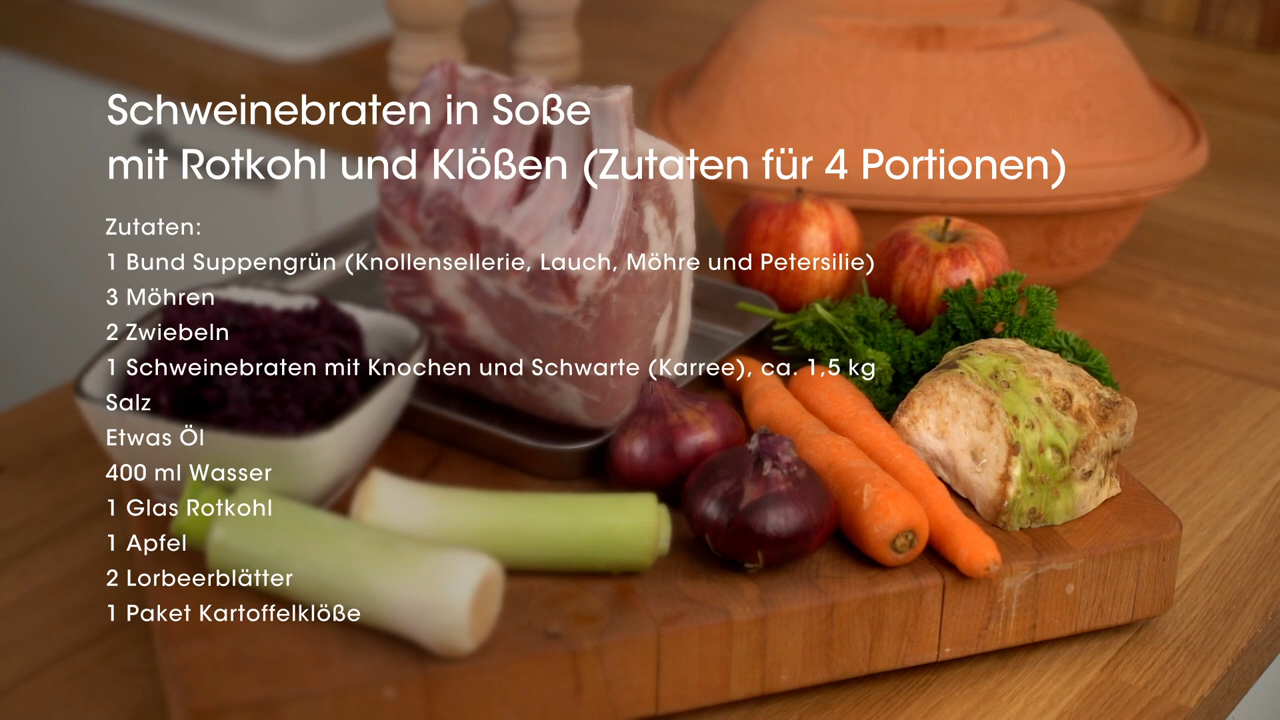 Schweinebraten in Soße
mit Rotkohl und Klößen (Zutaten für 4 Portionen)
Zutaten:
1 Bund Suppengrün (Knollensellerie, Lauch, Möhre und Petersilie)
3 Möhren
2 Zwiebeln
1 Schweinebraten mit Knochen und Schwarte (Karree), ca. 1,5 kg
Salz
Etwas Öl
400 ml Wasser
1 Glas Rotkohl
1 Apfel
2 Lorbeerblätter
1 Paket Kartoffelklöße